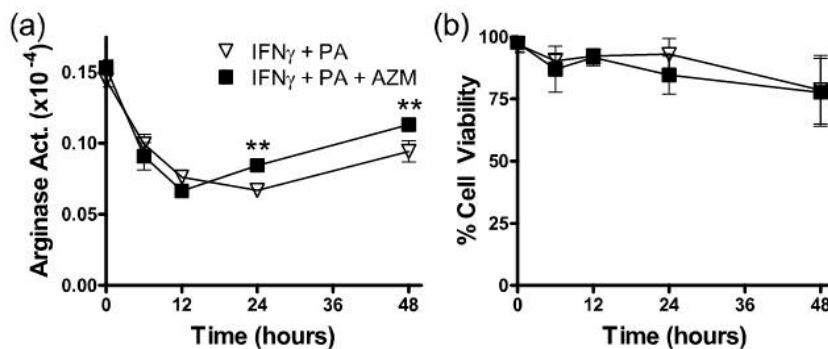 (a)
Arginase Act. (x10⁻⁴)
0.15
0.10
0.05
0.00
IFNγ + PA
IFNγ + PA + AZM
**
**
0
12
24
36
48
Time (hours)
(b)
% Cell Viability
100
75
50
25
0
0
12
24
36
48
Time (hours)